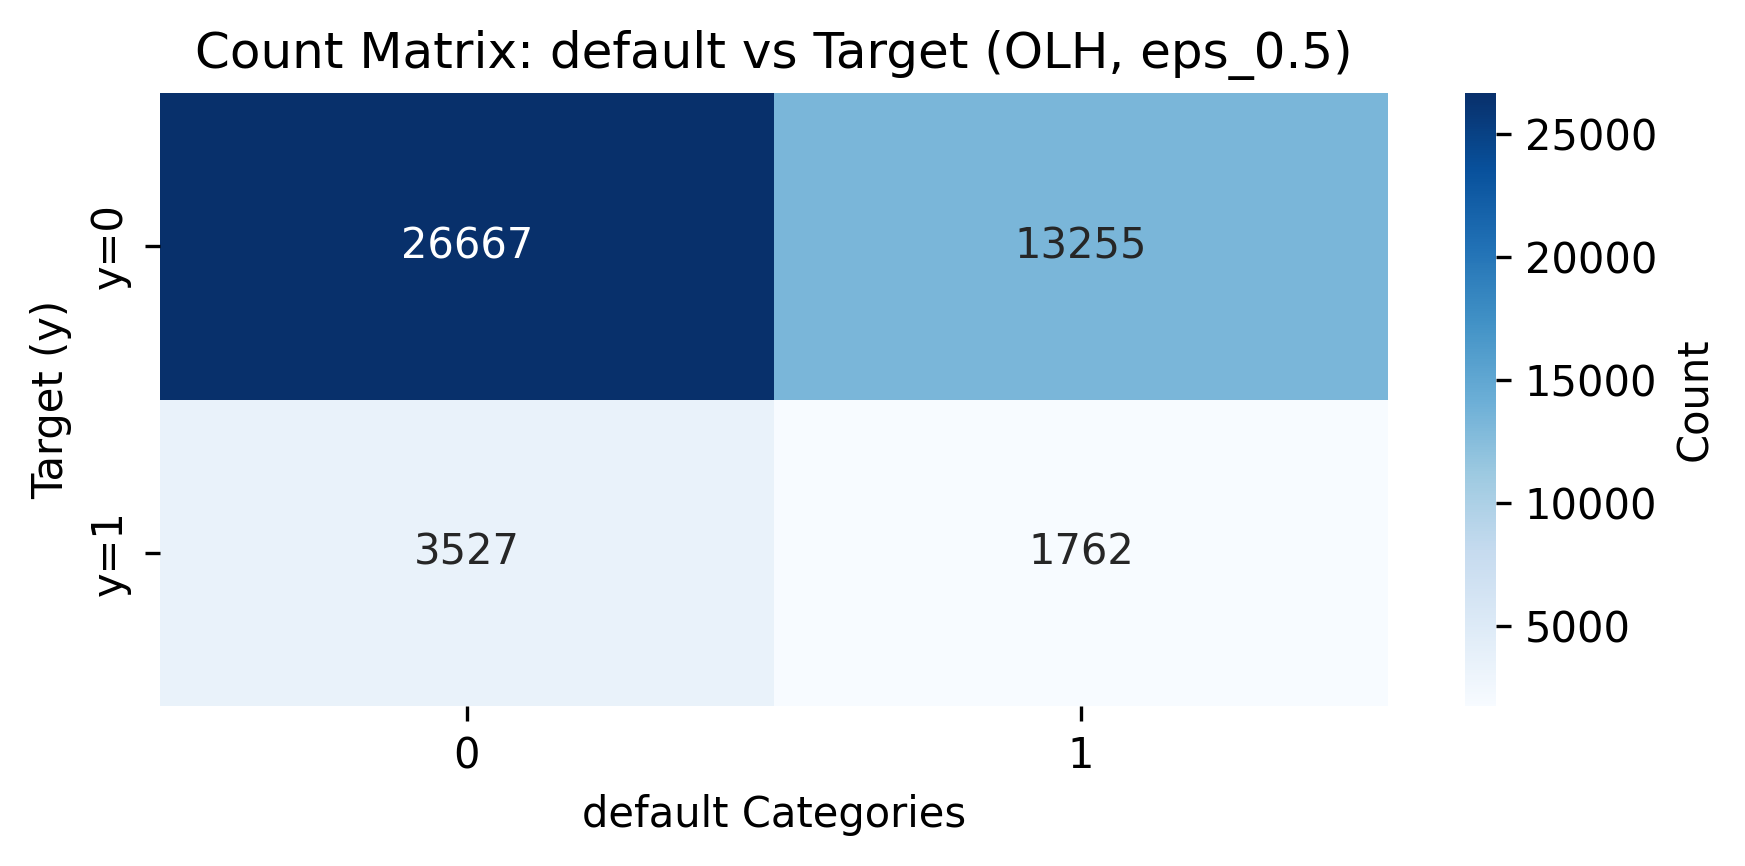 Count Matrix: default vs Target (OLH, eps_0.5)
Target (y)
y=0
26667
13255
y=1
3527
1762
0
1
default Categories
25000
20000
15000
10000
5000
Count